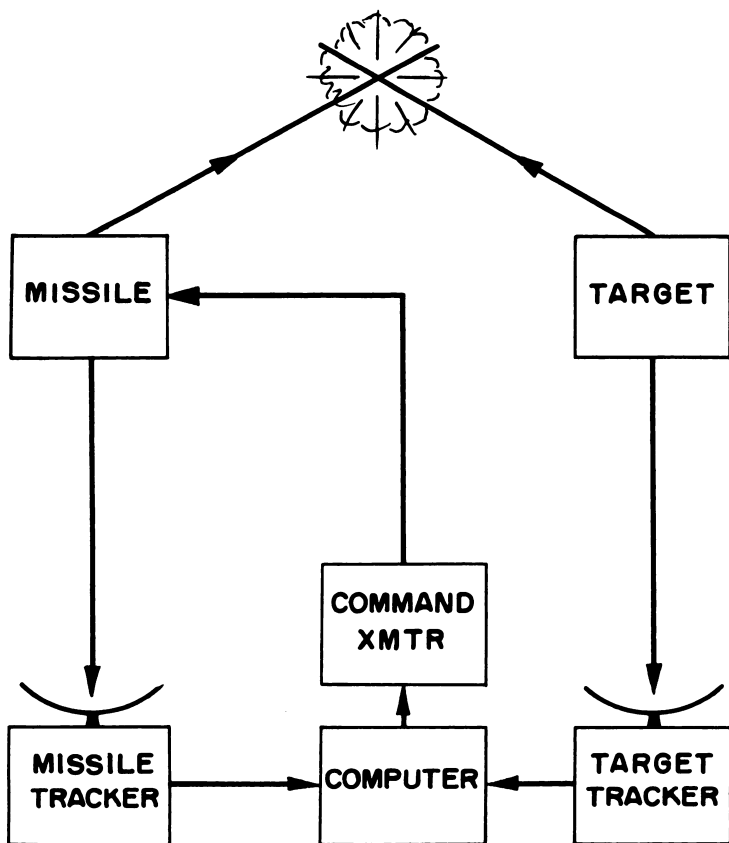 MISSILE
TARGET
COMMAND
XMTR
MISSILE
TRACKER
COMPUTER
TARGET
TRACKER